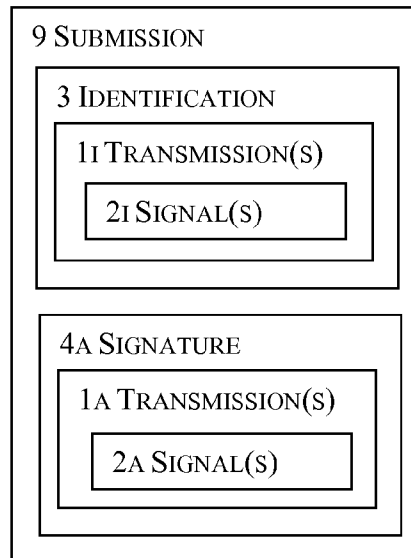 9 SUBMISSION
3 IDENTIFICATION
1I TRANSMISSION(S)
2I SIGNAL(S)
4A SIGNATURE
1A TRANSMISSION(S)
2A SIGNAL(S)